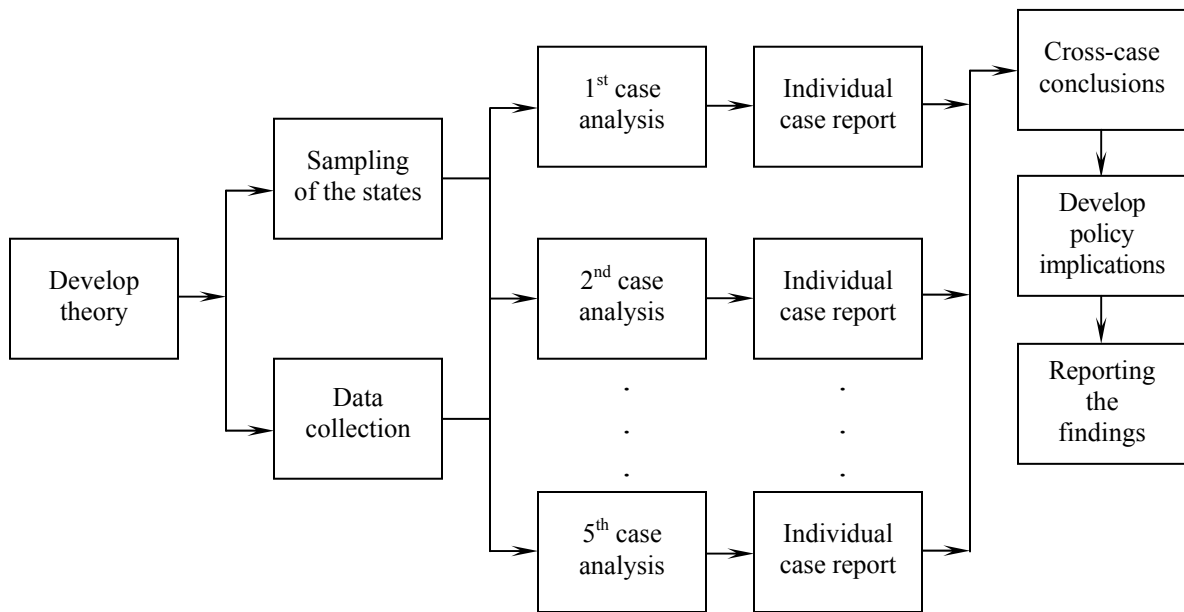 Develop
theory
Sampling
of the states
Data
collection
1st case
analysis
Individual
case report
2nd case
analysis
Individual
case report
. .
. .
. .
5th case
analysis
Individual
case report
Cross-case
conclusions
Develop
policy
implications
Reporting
the
findings